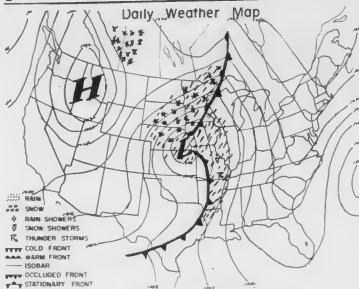 Daily Weather Map
H
L
RAIN
SNOW
RAIN SHOWERS
SNOW SHOWERS
THUNDER STORMS
COLD FRONT
WARM FRONT
ISOBAR
OCCLUDED FRONT
STATIONARY FRONT